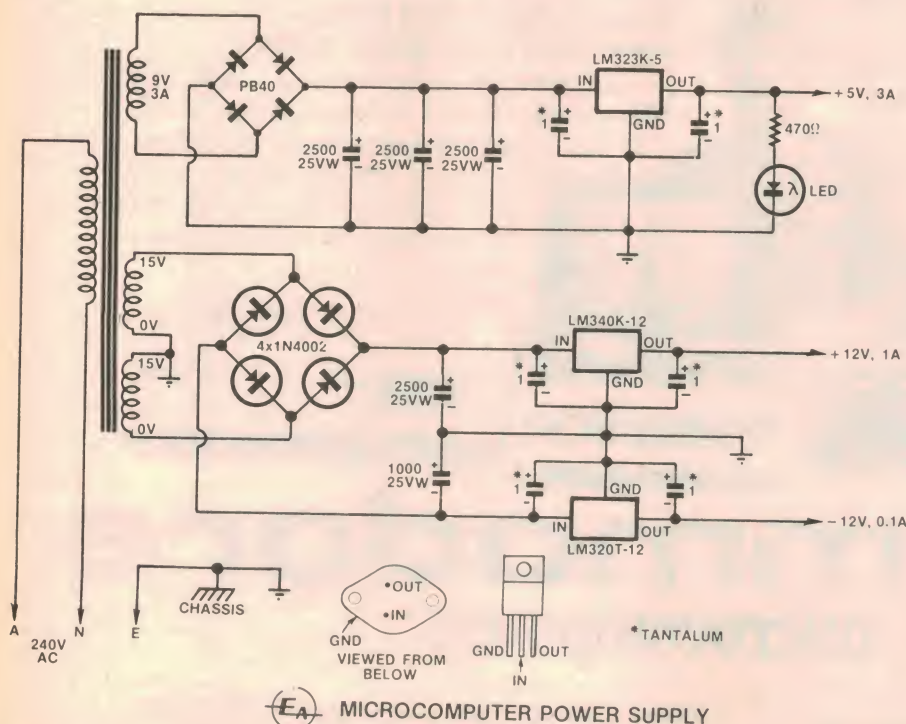 9V
3A
PB40
2500
25VW
2500
25VW
2500
25VW
* 1 +
-
IN
LM323K-5
OUT
GND
+ *
1
-
+5V, 3A
470Ω
λ LED
15V
0V
15V
0V
4x1N4002
2500
25VW
1000
25VW
* 1 +
-
IN
LM340K-12
OUT
GND
+ *
1
-
+12V, 1A
* 1 +
-
IN
GND
LM320T-12
OUT
+ *
1
-
-12V, 0.1A
A
240V
AC
N
E
CHASSIS
OUT
IN
GND
VIEWED FROM
BELOW
GND
OUT
IN
*TANTALUM
EA MICROCOMPUTER POWER SUPPLY